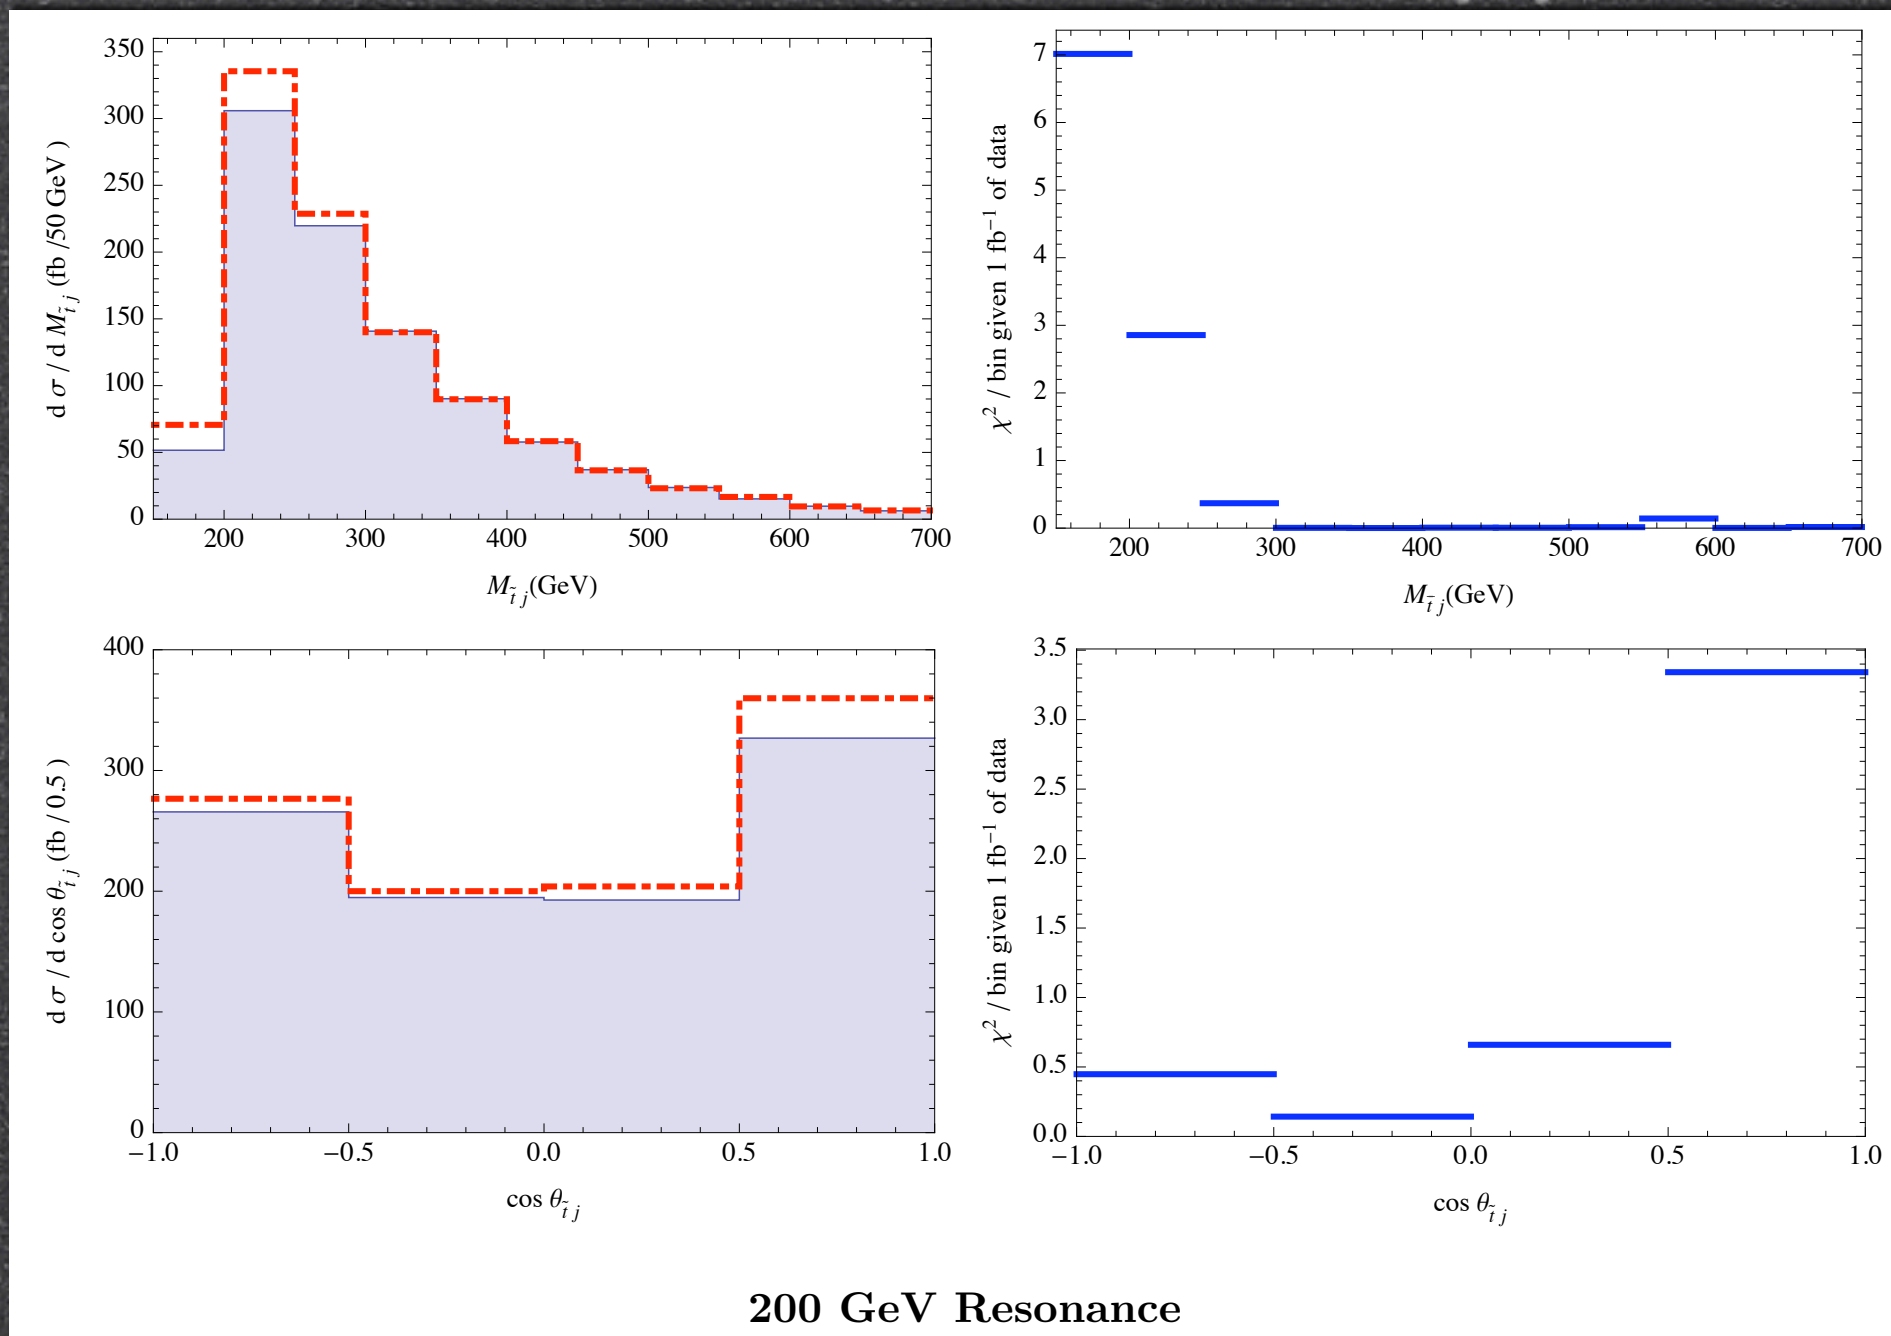 350
300
250
200
150
100
50
0
200 300 400 500 600 700
M_{t̃ j}(GeV)
d σ / d M_{t̃ j} (fb /50 GeV )
7
6
5
4
3
2
1
0
200 300 400 500 600 700
M_{t̄ j}(GeV)
χ² / bin given 1 fb⁻¹ of data
400
300
200
100
0
−1.0 −0.5 0.0 0.5 1.0
cos θ_{t̃ j}
d σ / d cos θ_{t̃ j} (fb / 0.5 )
3.5
3.0
2.5
2.0
1.5
1.0
0.5
0.0
−1.0 −0.5 0.0 0.5 1.0
cos θ_{t̃ j}
χ² / bin given 1 fb⁻¹ of data
200 GeV Resonance